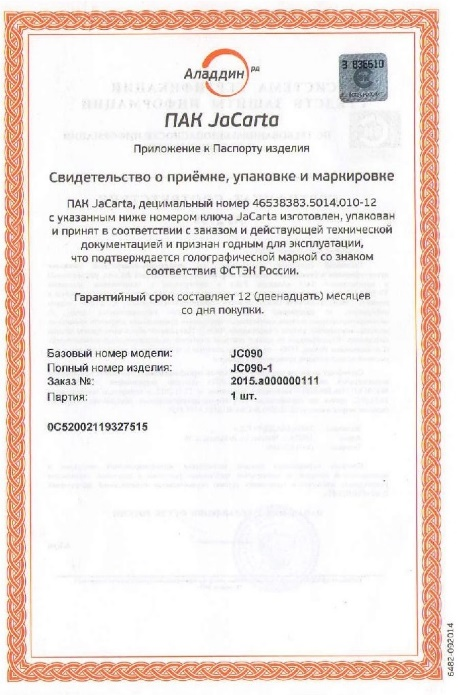 Аладдин РД
З 836610
ПАК JaCarta
Приложение к Паспорту изделия
Свидетельство о приёмке, упаковке и маркировке
ПАК JaCarta, децимальный номер 46538383.5014.010-12
с указанным ниже номером ключа JaCarta изготовлен, упакован
и принят в соответствии с заказом и действующей технической
документацией и признан годным для эксплуатации,
что подтверждается голографической маркой со знаком
соответствия ФСТЭК России.
Гарантийный срок составляет 12 (двенадцать) месяцев
со дня покупки.
Базовый номер модели: JC090
Полный номер изделия: JC090-1
Заказ №: 2015.a000000111
Партия: 1 шт.
0C52002119327515
6482-092014